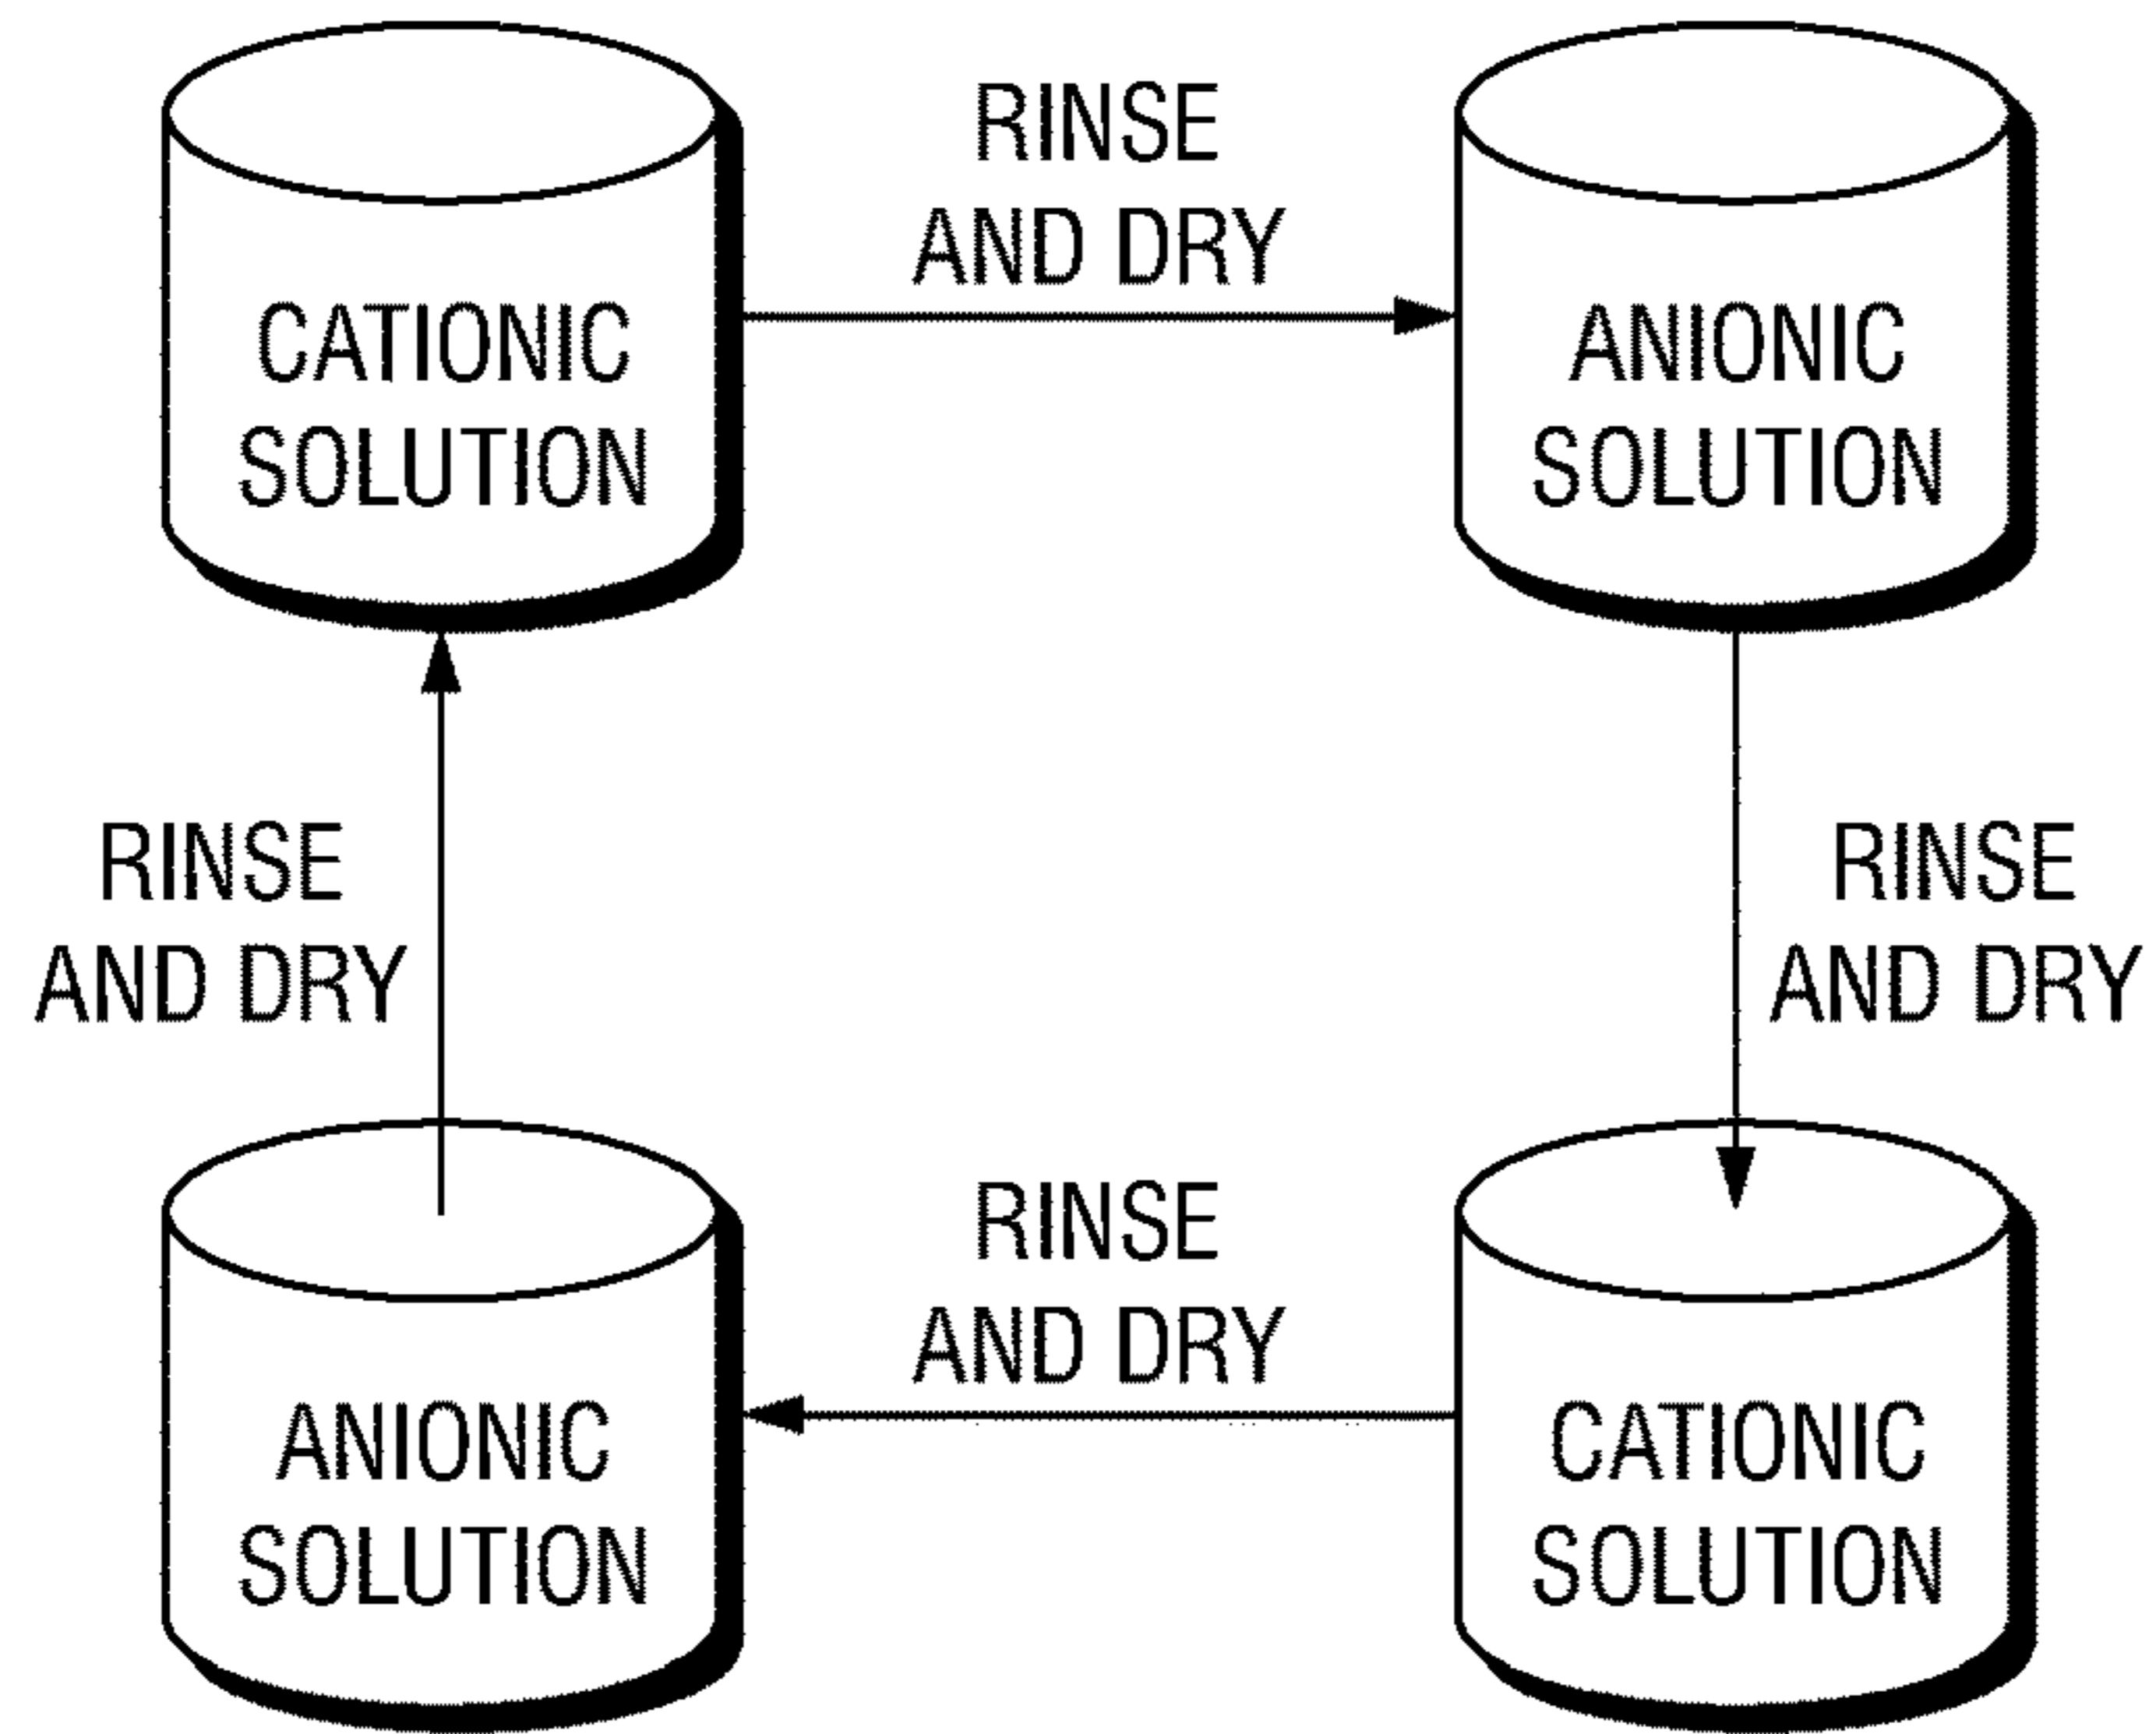 RINSE
AND DRY
CATIONIC
SOLUTION
ANIONIC
SOLUTION
RINSE
AND DRY
RINSE
AND DRY
RINSE
AND DRY
ANIONIC
SOLUTION
CATIONIC
SOLUTION